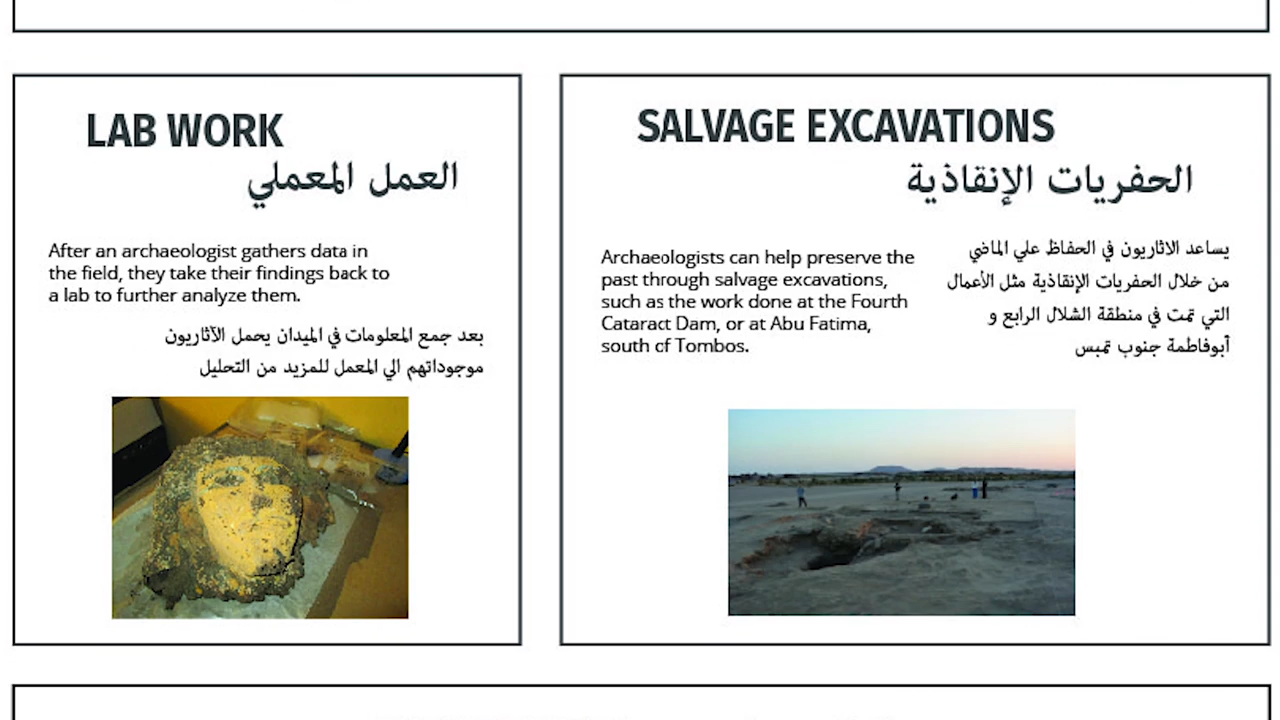 LAB WORK
العمل المعملي
After an archaeologist gathers data in
the field, they take their findings back to
a lab to further analyze them.
بعد جمع المعلومات في الميدان يحمل الآثاريون
موجوداتهم الي المعمل للمزيد من التحليل
SALVAGE EXCAVATIONS
الحفريات الإنقاذية
Archaeologists can help preserve the
past through salvage excavations,
such as the work done at the Fourth
Cataract Dam, or at Abu Fatima,
south of Tombos.
يساعد الاثاريون في الحفاظ علي الماضي
من خلال الحفريات الإنقاذية مثل الأعمال
التي تمت في منطقة الشلال الرابع و
أبوفاطمة جنوب تمبس